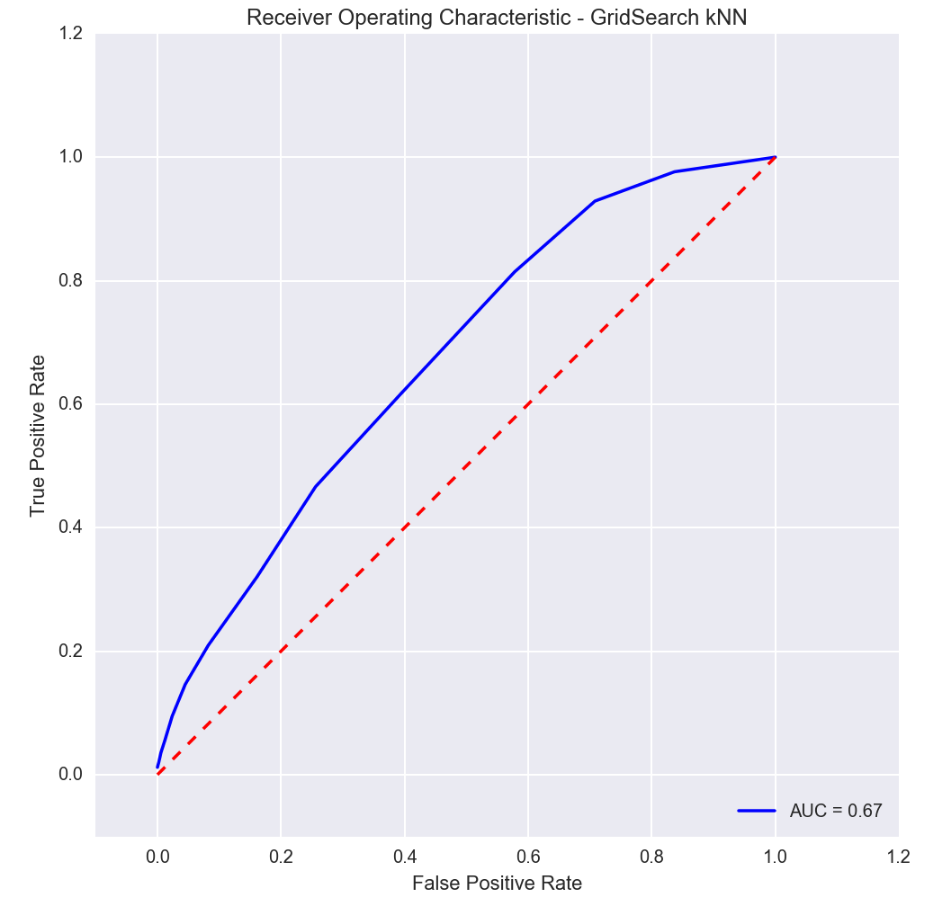 Receiver Operating Characteristic - GridSearch kNN
1.2
1.0
0.8
0.6
0.4
0.2
0.0
True Positive Rate
AUC = 0.67
0.0 0.2 0.4 0.6 0.8 1.0 1.2
False Positive Rate